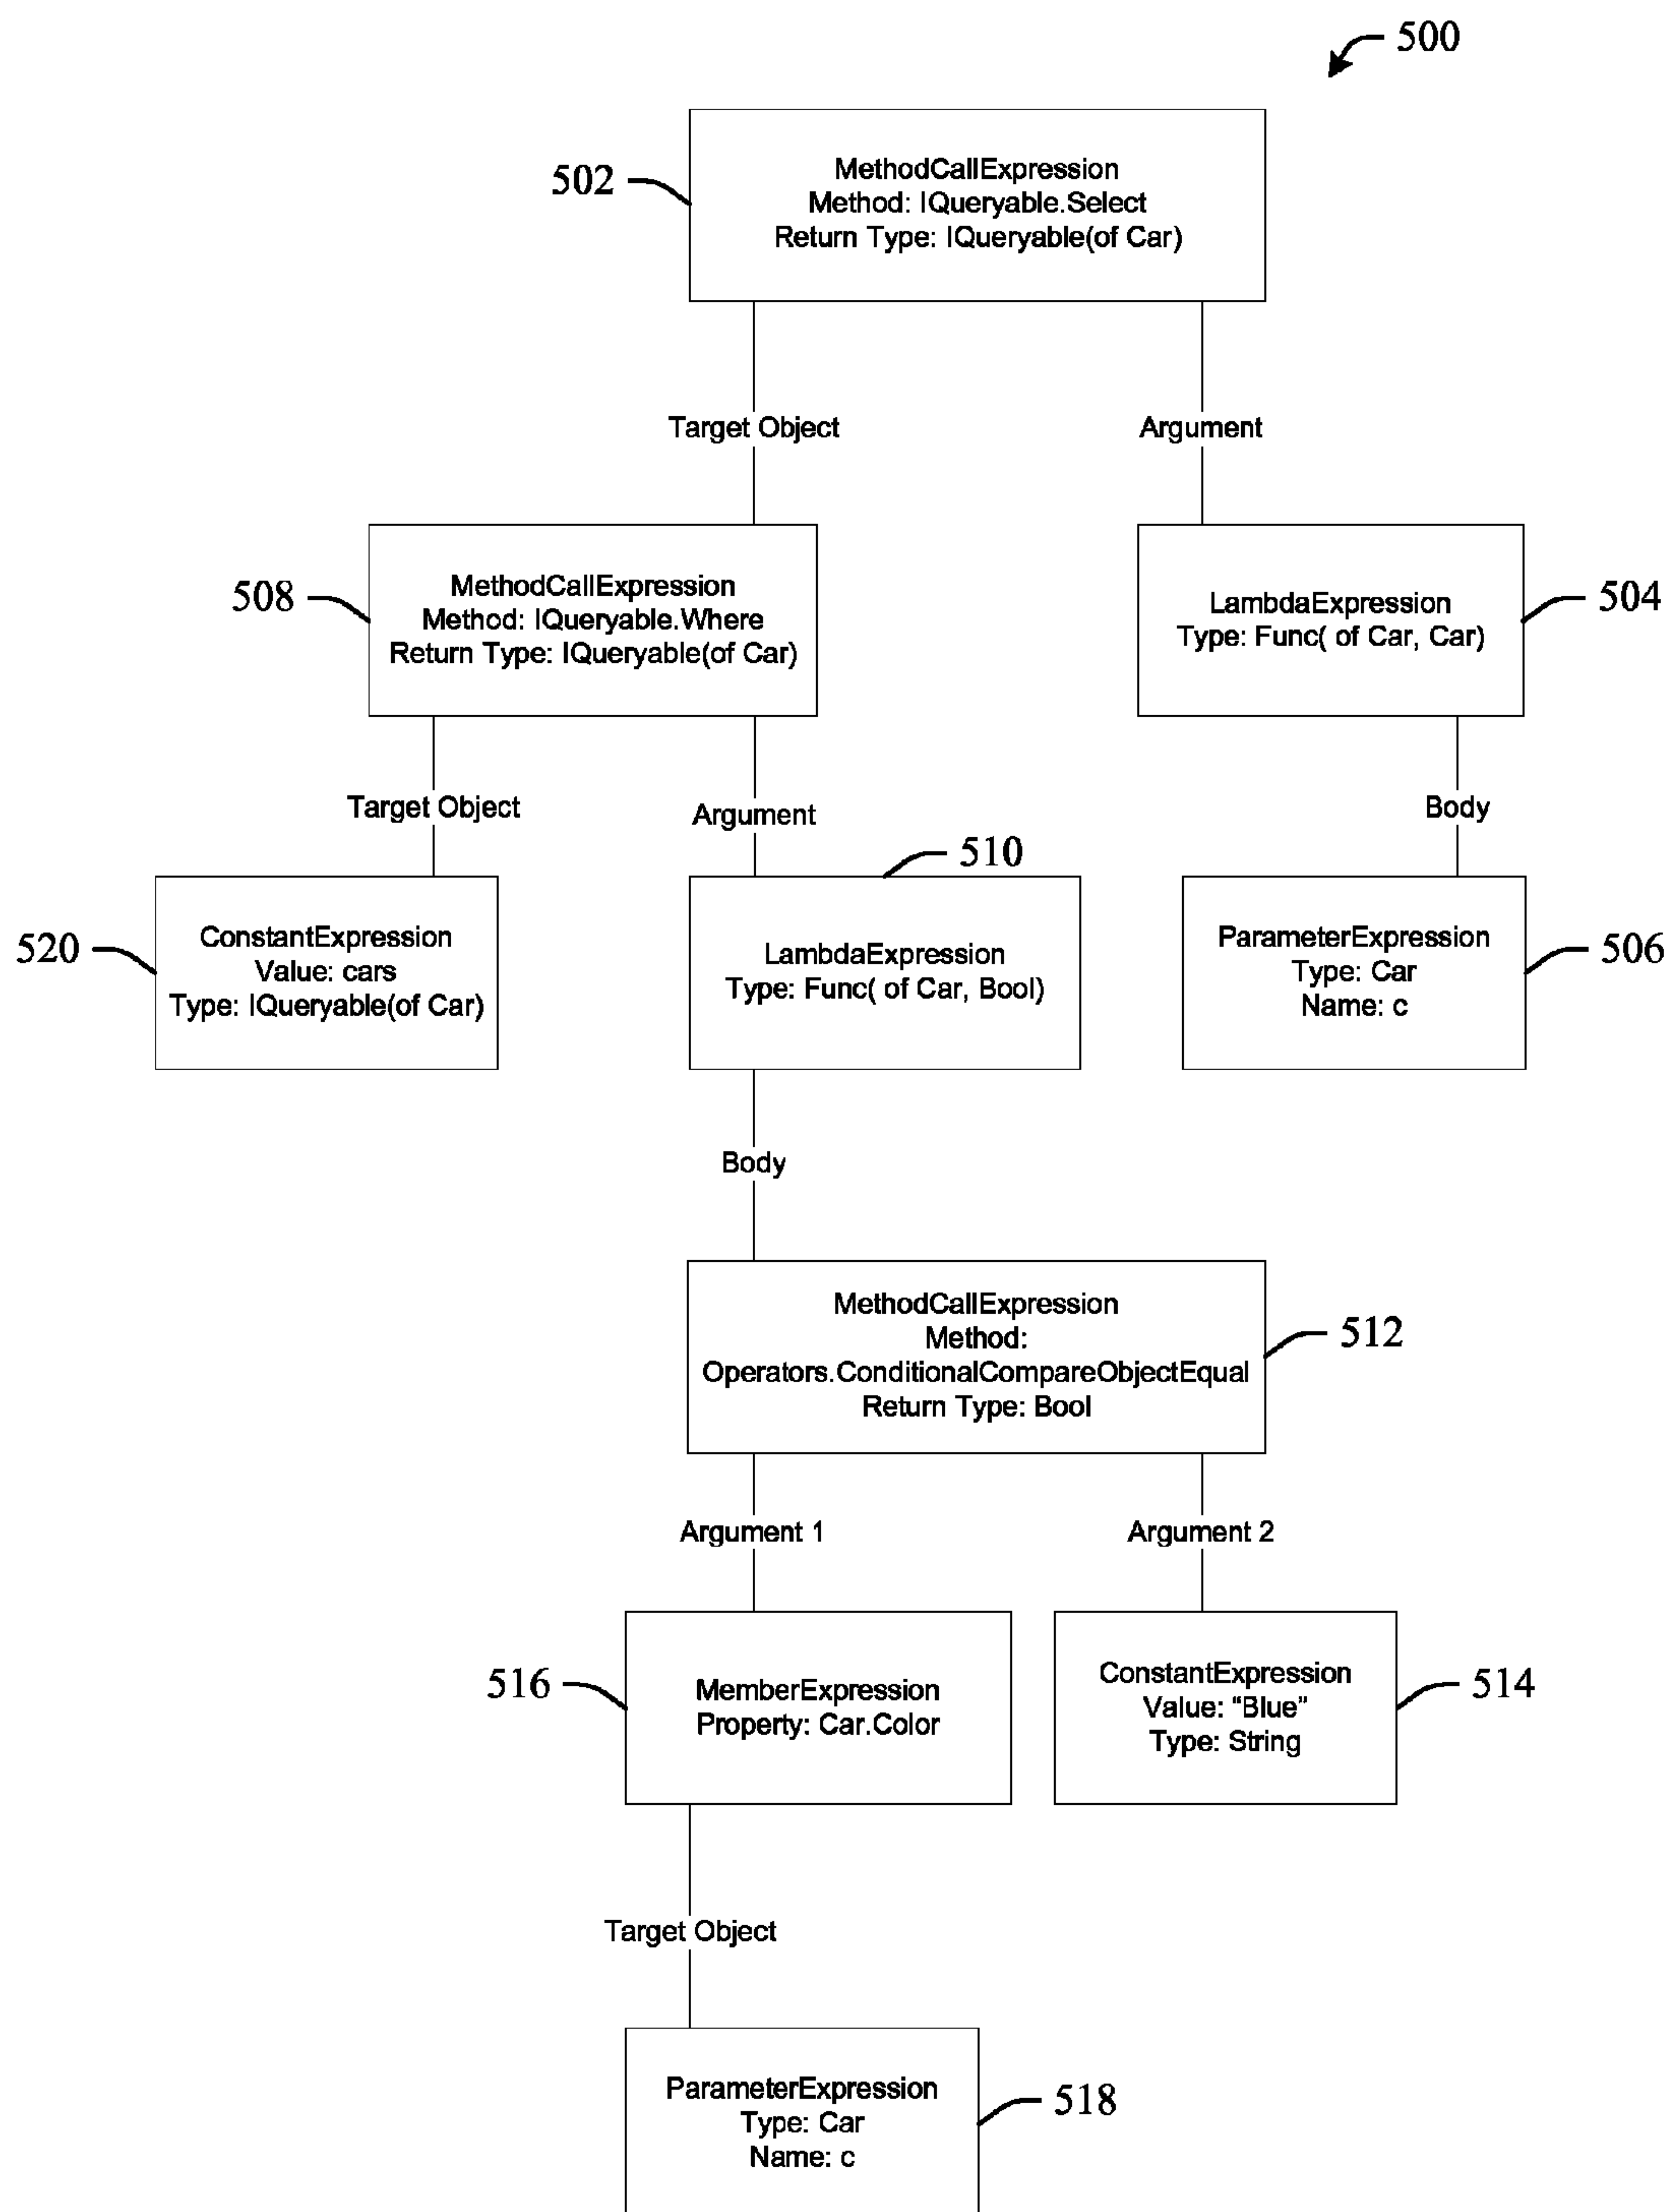 500
502
MethodCallExpression
Method: IQueryable.Select
Return Type: IQueryable(of Car)
Target Object
Argument
508
MethodCallExpression
Method: IQueryable.Where
Return Type: IQueryable(of Car)
LambdaExpression
Type: Func( of Car, Car)
504
Target Object
Argument
Body
510
520
ConstantExpression
Value: cars
Type: IQueryable(of Car)
LambdaExpression
Type: Func( of Car, Bool)
ParameterExpression
Type: Car
Name: c
506
Body
MethodCallExpression
Method:
Operators.ConditionalCompareObjectEqual
Return Type: Bool
512
Argument 1
Argument 2
516
MemberExpression
Property: Car.Color
ConstantExpression
Value: “Blue”
Type: String
514
Target Object
ParameterExpression
Type: Car
Name: c
518